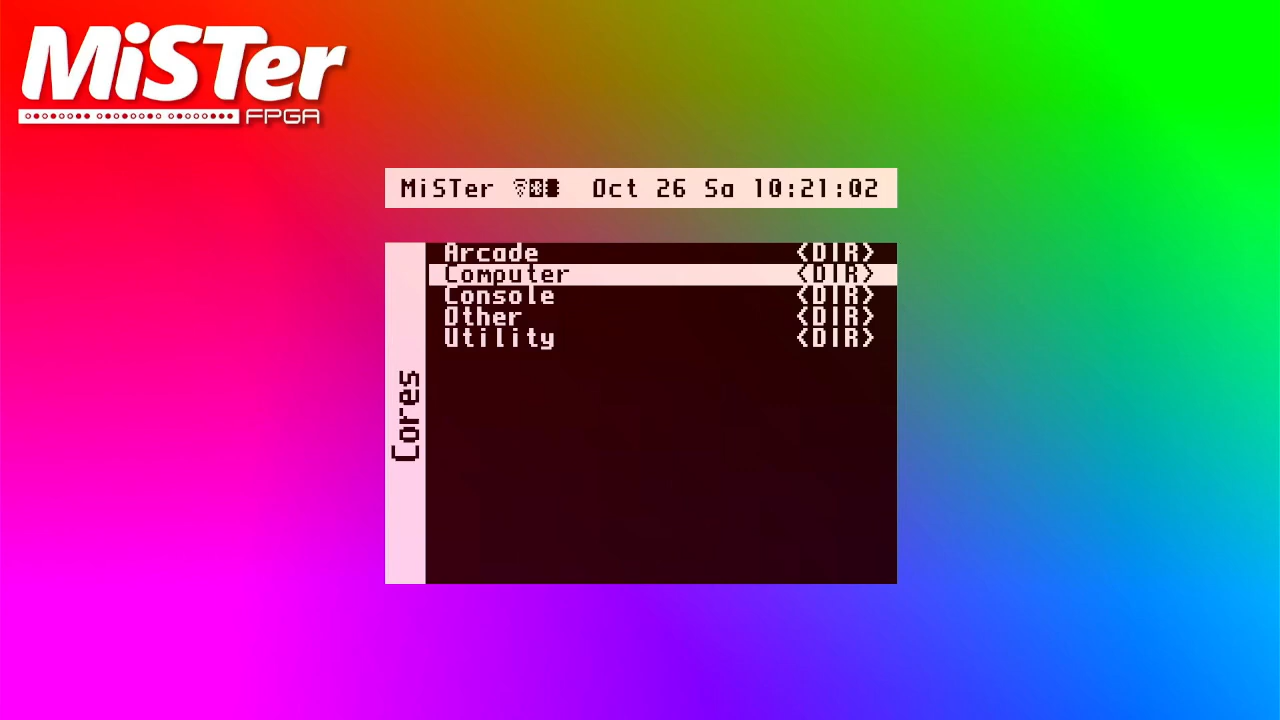 MiSTer
FPGA
MiSTer Oct 26 Sa 10:21:02
Arcade <DIR>
Computer <DIR>
Console <DIR>
Other <DIR>
Utility <DIR>
Cores